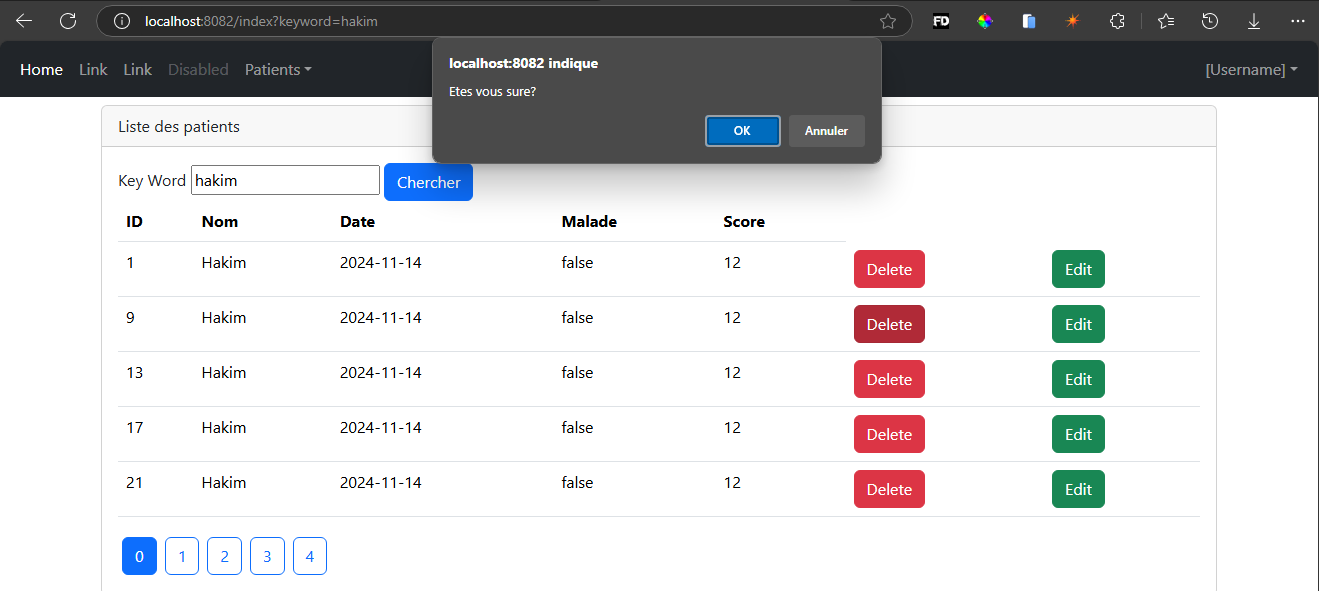 localhost:8082/index?keyword=hakim
FD
localhost:8082 indique
Etes vous sure?
OK Annuler
Home Link Link Disabled Patients [Username]
Liste des patients
Key Word hakim Chercher
ID Nom Date Malade Score
1 Hakim 2024-11-14 false 12 Delete Edit
9 Hakim 2024-11-14 false 12 Delete Edit
13 Hakim 2024-11-14 false 12 Delete Edit
17 Hakim 2024-11-14 false 12 Delete Edit
21 Hakim 2024-11-14 false 12 Delete Edit
0 1 2 3 4